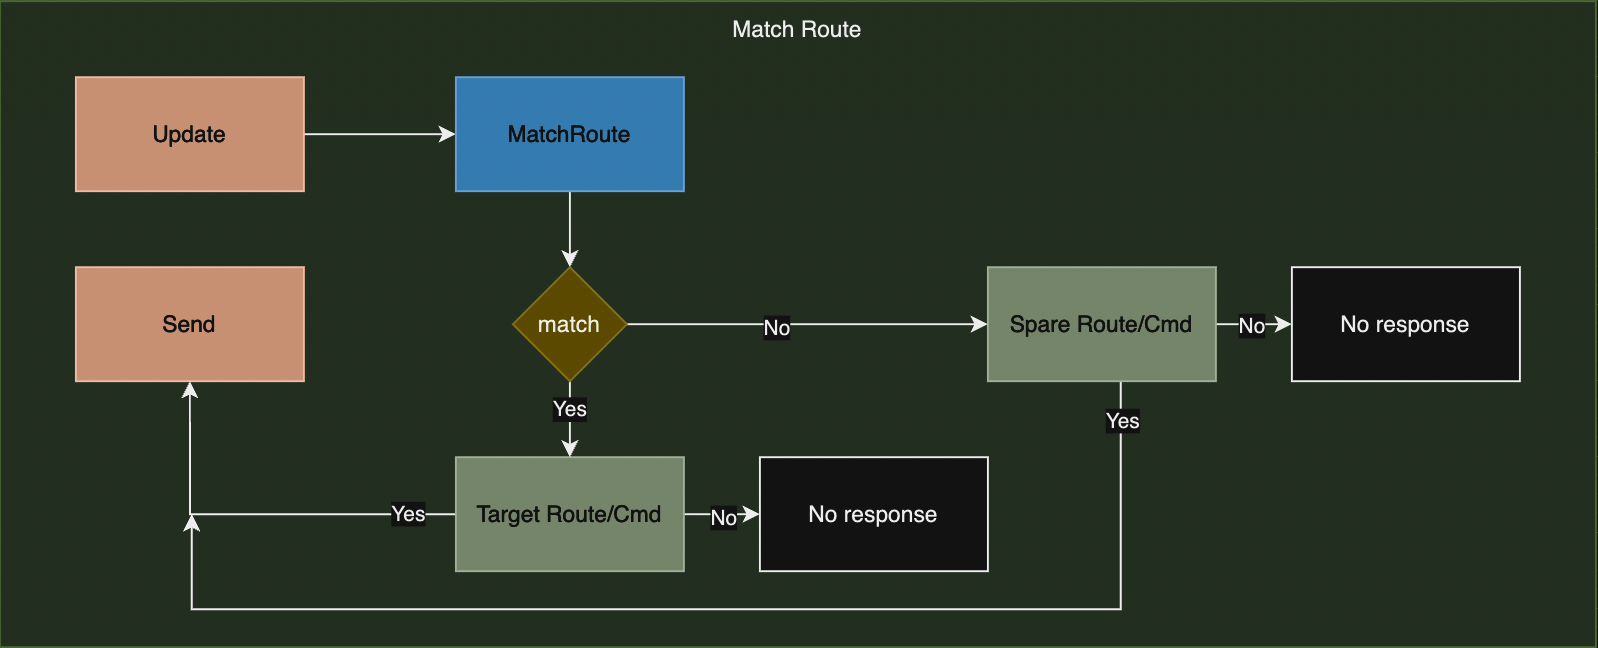 Match Route
Update
MatchRoute
Send
match
No
Spare Route/Cmd
No
No response
Yes
Yes
Yes
Target Route/Cmd
No
No response